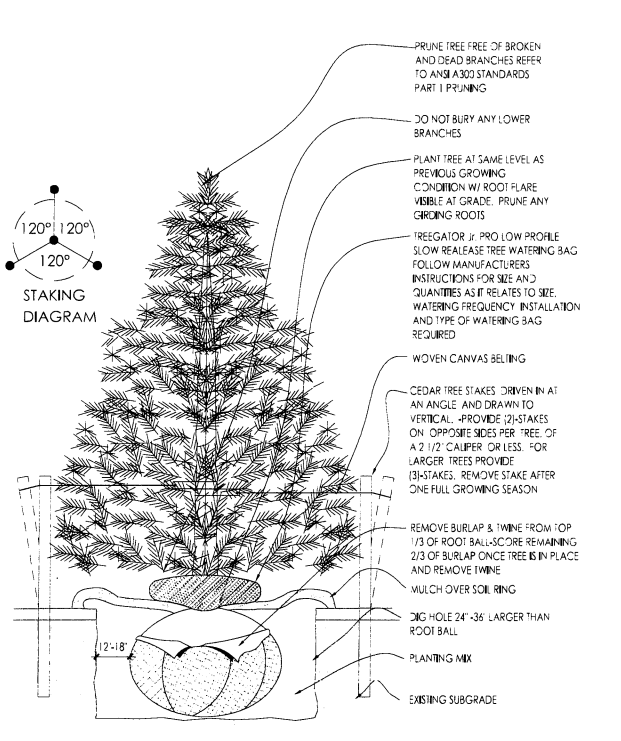 PRUNE TREE FREE OF BROKEN
AND DEAD BRANCHES REFER
TO ANSI A300 STANDARDS
PART 1 PRUNING
DO NOT BURY ANY LOWER
BRANCHES
PLANT TREE AT SAME LEVEL AS
PREVIOUS GROWING
CONDITION W/ ROOT FLARE
VISIBLE AT GRADE. PRUNE ANY
GIRDING ROOTS
TREEGATOR Jr. PRO LOW PROFILE
SLOW REALEASE TREE WATERING BAG
FOLLOW MANUFACTURERS
INSTRUCTIONS FOR SIZE AND
QUANTITIES AS IT RELATES TO SIZE,
WATERING FREQUENCY INSTALLATION
AND TYPE OF WATERING BAG
REQUIRED
WOVEN CANVAS BELTING
CEDAR TREE STAKES DRIVEN IN AT
AN ANGLE AND DRAWN TO
VERTICAL. -PROVIDE (2)-STAKES
ON OPPOSITE SIDES PER TREE, OF
A 2 1/2" CALIPER OR LESS. FOR
LARGER TREES PROVIDE
(3)-STAKES. REMOVE STAKE AFTER
ONE FULL GROWING SEASON
REMOVE BURLAP & TWINE FROM TOP
1/3 OF ROOT BALL-SCORE REMAINING
2/3 OF BURLAP ONCE TREE IS IN PLACE
AND REMOVE TWINE
MULCH OVER SOIL RING
DIG HOLE 24"-36" LARGER THAN
ROOT BALL
PLANTING MIX
EXISTING SUBGRADE
120° 120°
120°
STAKING
DIAGRAM
12"-18"